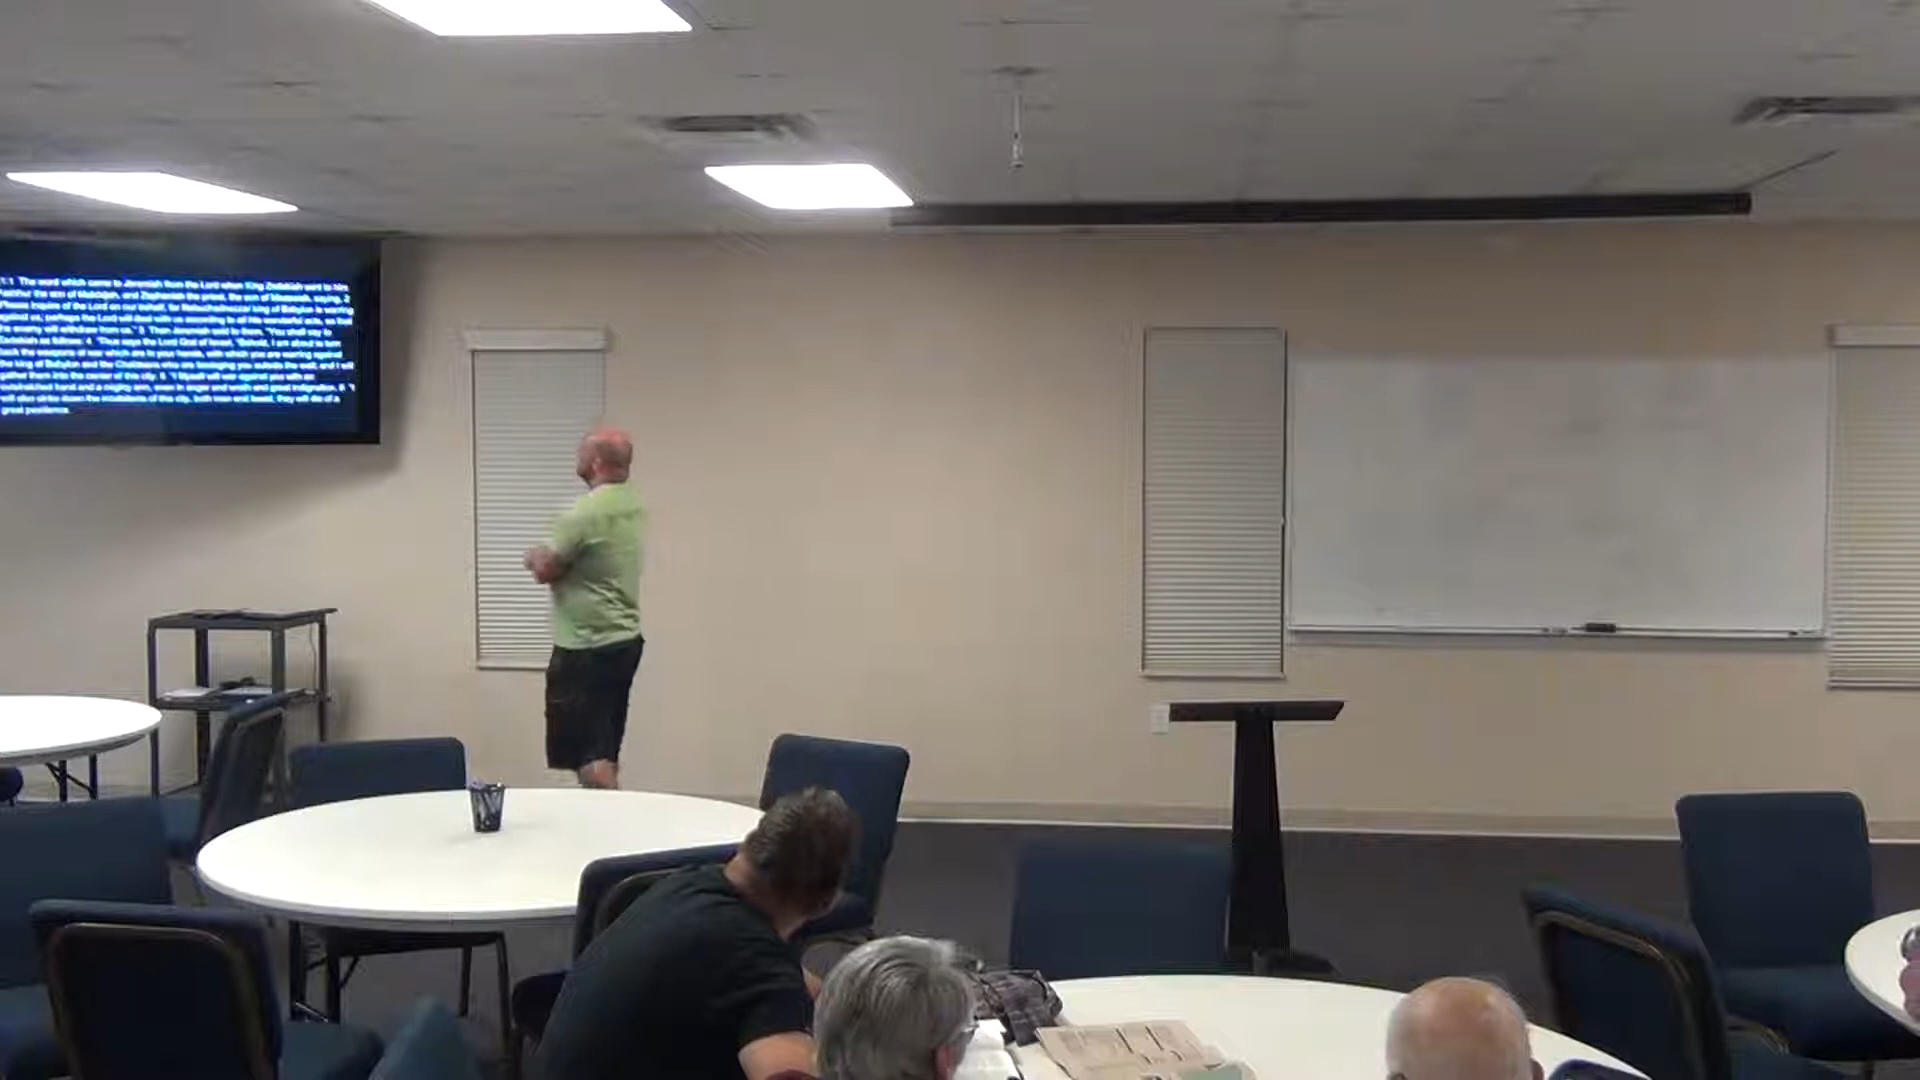 1:1 The word which came to Jeremiah from the Lord when King Zedekiah sent to him
Pashhur the son of Malchijah, and Zephaniah the priest, the son of Maaseiah, saying, 2
Please inquire of the Lord on our behalf, for Nebuchadnezzar king of Babylon is warring
against us; perhaps the Lord will deal with us according to all His wonderful acts, so that
the enemy will withdraw from us." 3 Then Jeremiah said to them, "You shall say to
Zedekiah as follows: 4 'Thus says the Lord God of Israel, "Behold, I am about to turn
back the weapons of war which are in your hands, with which you are warring against
the king of Babylon and the Chaldeans who are besieging you outside the wall; and I will
gather them into the center of this city. 5 "I Myself will war against you with an
outstretched hand and a mighty arm, even in anger and wrath and great indignation. 6 "I
will also strike down the inhabitants of this city, both man and beast; they will die of a
great pestilence.